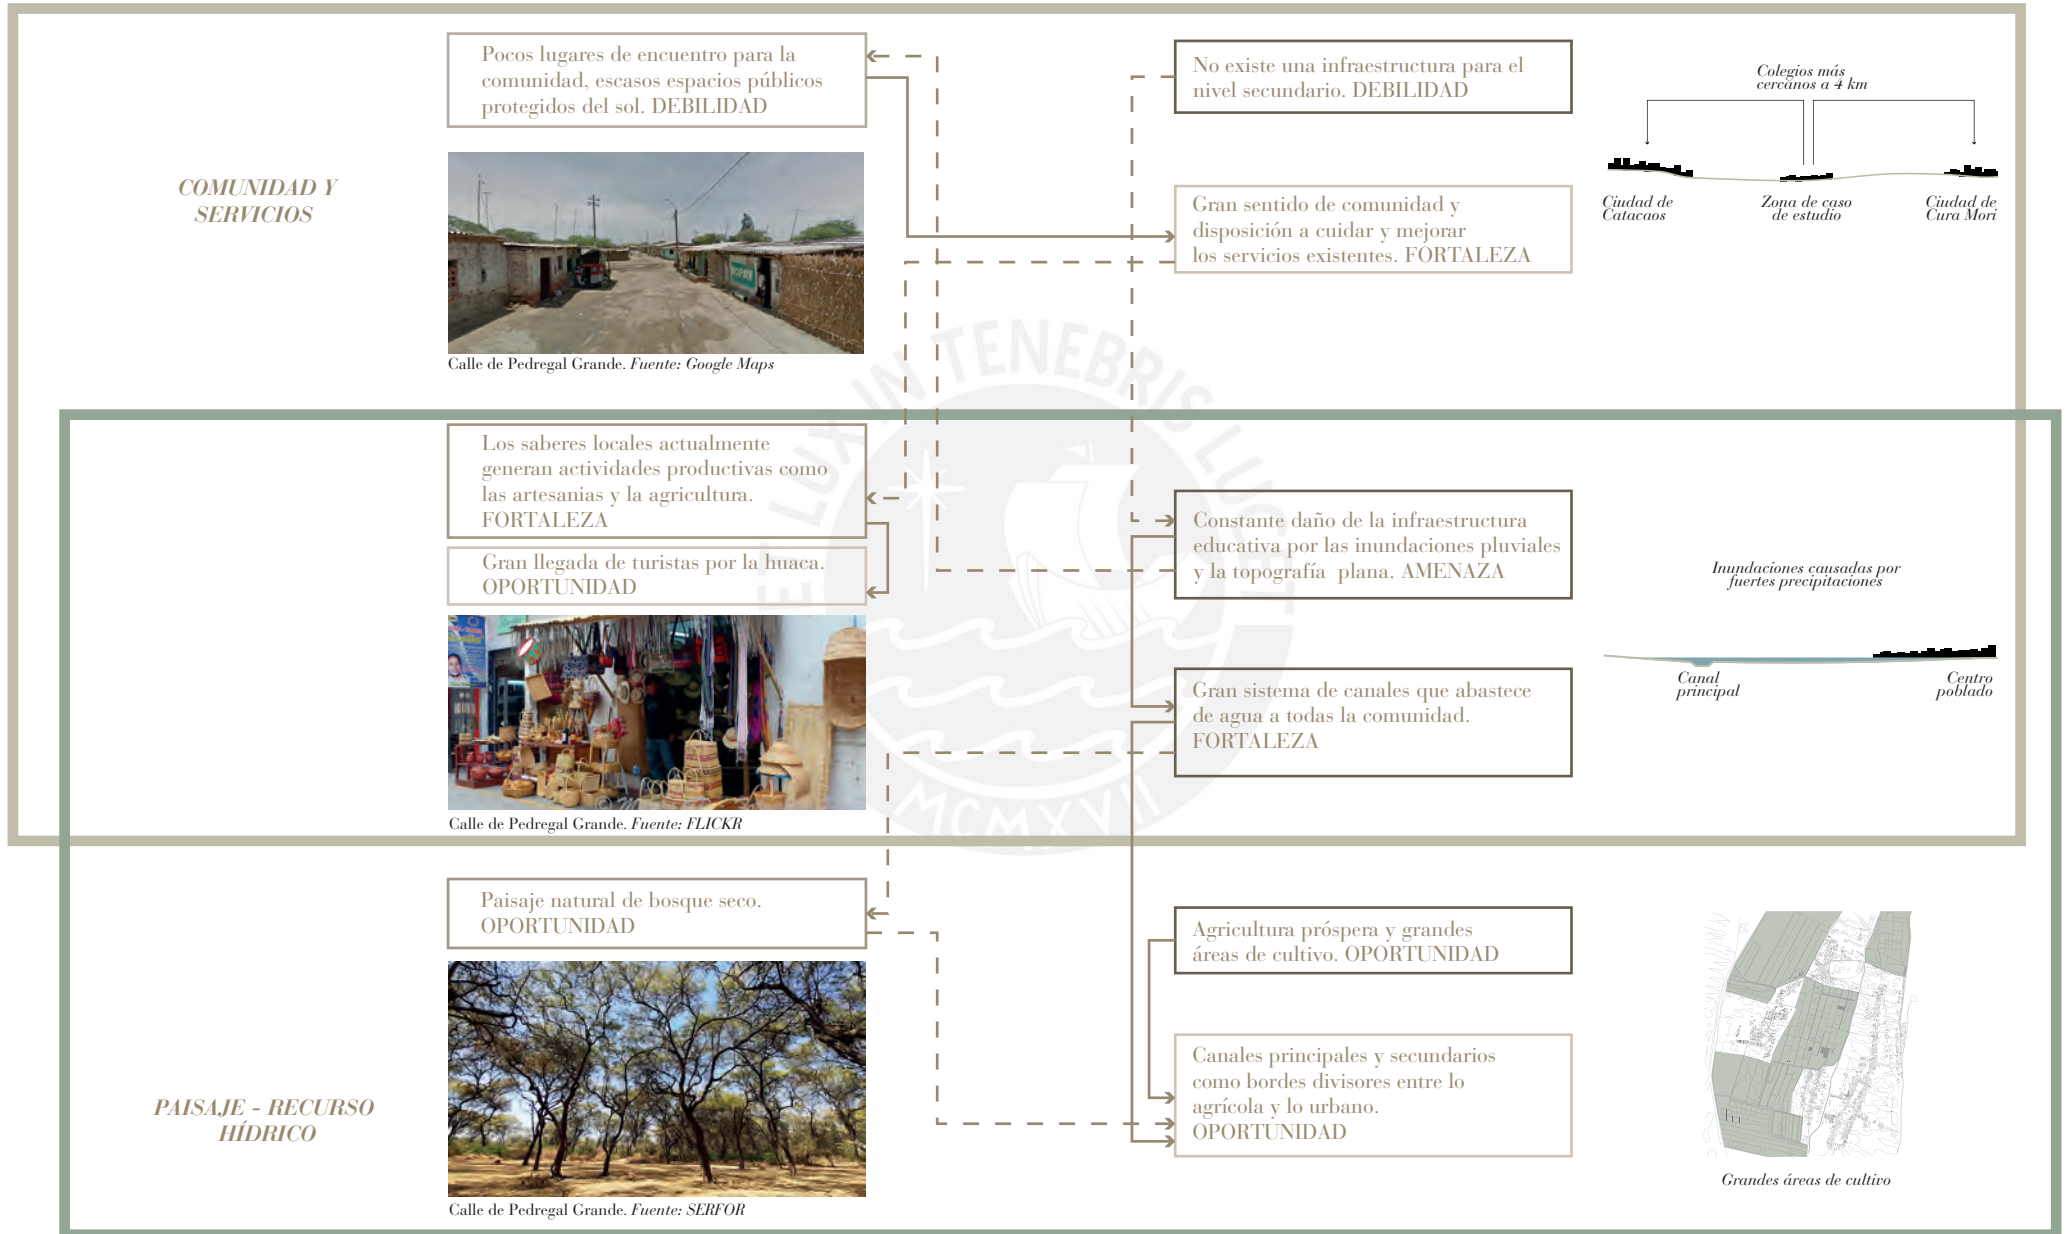 Pocos lugares de encuentro para la
comunidad, escasos espacios públicos
protegidos del sol. DEBILIDAD
No existe una infraestructura para el
nivel secundario. DEBILIDAD
Colegios más
cercanos a 4 km
COMUNIDAD Y
SERVICIOS
Gran sentido de comunidad y
disposición a cuidar y mejorar
los servicios existentes. FORTALEZA
Ciudad de
Catacaos
Zona de caso
de estudio
Ciudad de
Cura Mori
Calle de Pedregal Grande. Fuente: Google Maps
ET LUX IN TENEBRIS LUCET
MCMXVII
Los saberes locales actualmente
generan actividades productivas como
las artesanias y la agricultura.
FORTALEZA
Gran llegada de turistas por la huaca.
OPORTUNIDAD
Constante daño de la infraestructura
educativa por las inundaciones pluviales
y la topografía plana. AMENAZA
Inundaciones causadas por
fuertes precipitaciones
Gran sistema de canales que abastece
de agua a todas la comunidad.
FORTALEZA
Canal
principal
Centro
poblado
Calle de Pedregal Grande. Fuente: FLICKR
Paisaje natural de bosque seco.
OPORTUNIDAD
Agricultura próspera y grandes
áreas de cultivo. OPORTUNIDAD
PAISAJE - RECURSO
HÍDRICO
Canales principales y secundarios
como bordes divisores entre lo
agrícola y lo urbano.
OPORTUNIDAD
Grandes áreas de cultivo
Calle de Pedregal Grande. Fuente: SERFOR